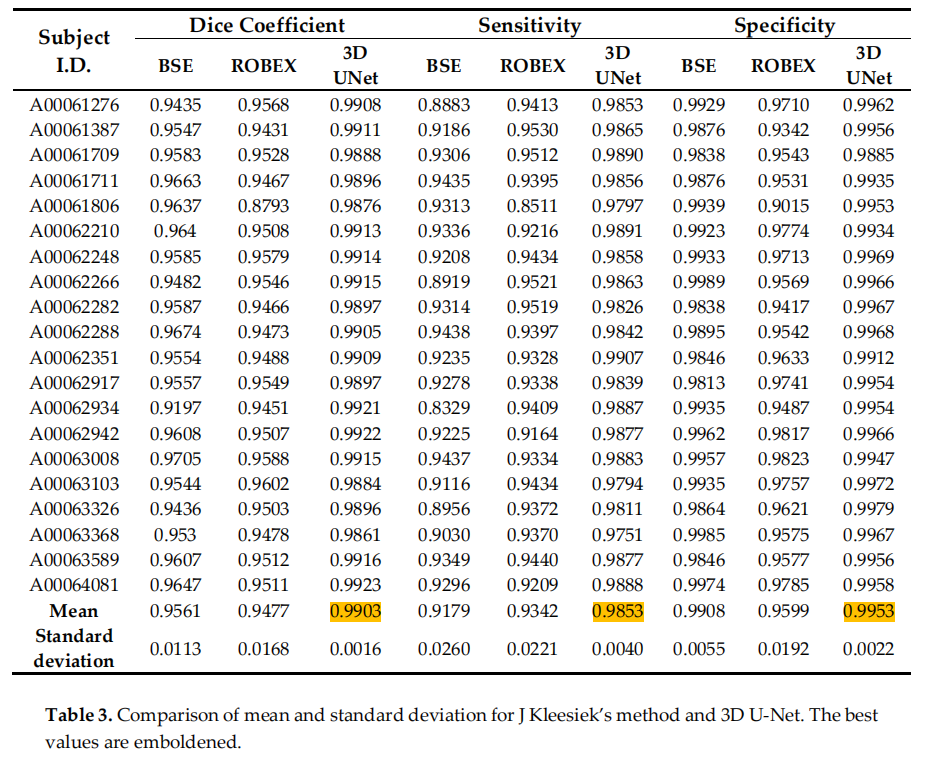 Subject I.D. Dice Coefficient Sensitivity Specificity
BSE ROBEX 3D UNet BSE ROBEX 3D UNet BSE ROBEX 3D UNet
A00061276 0.9435 0.9568 0.9908 0.8883 0.9413 0.9853 0.9929 0.9710 0.9962
A00061387 0.9547 0.9431 0.9911 0.9186 0.9530 0.9865 0.9876 0.9342 0.9956
A00061709 0.9583 0.9528 0.9888 0.9306 0.9512 0.9890 0.9838 0.9543 0.9885
A00061711 0.9663 0.9467 0.9896 0.9435 0.9395 0.9856 0.9876 0.9531 0.9935
A00061806 0.9637 0.8793 0.9876 0.9313 0.8511 0.9797 0.9939 0.9015 0.9953
A00062210 0.964 0.9508 0.9913 0.9336 0.9216 0.9891 0.9923 0.9774 0.9934
A00062248 0.9585 0.9579 0.9914 0.9208 0.9434 0.9858 0.9933 0.9713 0.9969
A00062266 0.9482 0.9546 0.9915 0.8919 0.9521 0.9863 0.9989 0.9569 0.9966
A00062282 0.9587 0.9466 0.9897 0.9314 0.9519 0.9826 0.9838 0.9417 0.9967
A00062288 0.9674 0.9473 0.9905 0.9438 0.9397 0.9842 0.9895 0.9542 0.9968
A00062351 0.9554 0.9488 0.9909 0.9235 0.9328 0.9907 0.9846 0.9633 0.9912
A00062917 0.9557 0.9549 0.9897 0.9278 0.9338 0.9839 0.9813 0.9741 0.9954
A00062934 0.9197 0.9451 0.9921 0.8329 0.9409 0.9887 0.9935 0.9487 0.9954
A00062942 0.9608 0.9507 0.9922 0.9225 0.9164 0.9877 0.9962 0.9817 0.9966
A00063008 0.9705 0.9588 0.9915 0.9437 0.9334 0.9883 0.9957 0.9823 0.9947
A00063103 0.9544 0.9602 0.9884 0.9116 0.9434 0.9794 0.9935 0.9757 0.9972
A00063326 0.9436 0.9503 0.9896 0.8956 0.9372 0.9811 0.9864 0.9621 0.9979
A00063368 0.953 0.9478 0.9861 0.9030 0.9370 0.9751 0.9985 0.9575 0.9967
A00063589 0.9607 0.9512 0.9916 0.9349 0.9440 0.9877 0.9846 0.9577 0.9956
A00064081 0.9647 0.9511 0.9923 0.9296 0.9209 0.9888 0.9974 0.9785 0.9958
Mean 0.9561 0.9477 0.9903 0.9179 0.9342 0.9853 0.9908 0.9599 0.9953
Standard deviation 0.0113 0.0168 0.0016 0.0260 0.0221 0.0040 0.0055 0.0192 0.0022
Table 3. Comparison of mean and standard deviation for J Kleesiek's method and 3D U-Net. The best
values are emboldened.